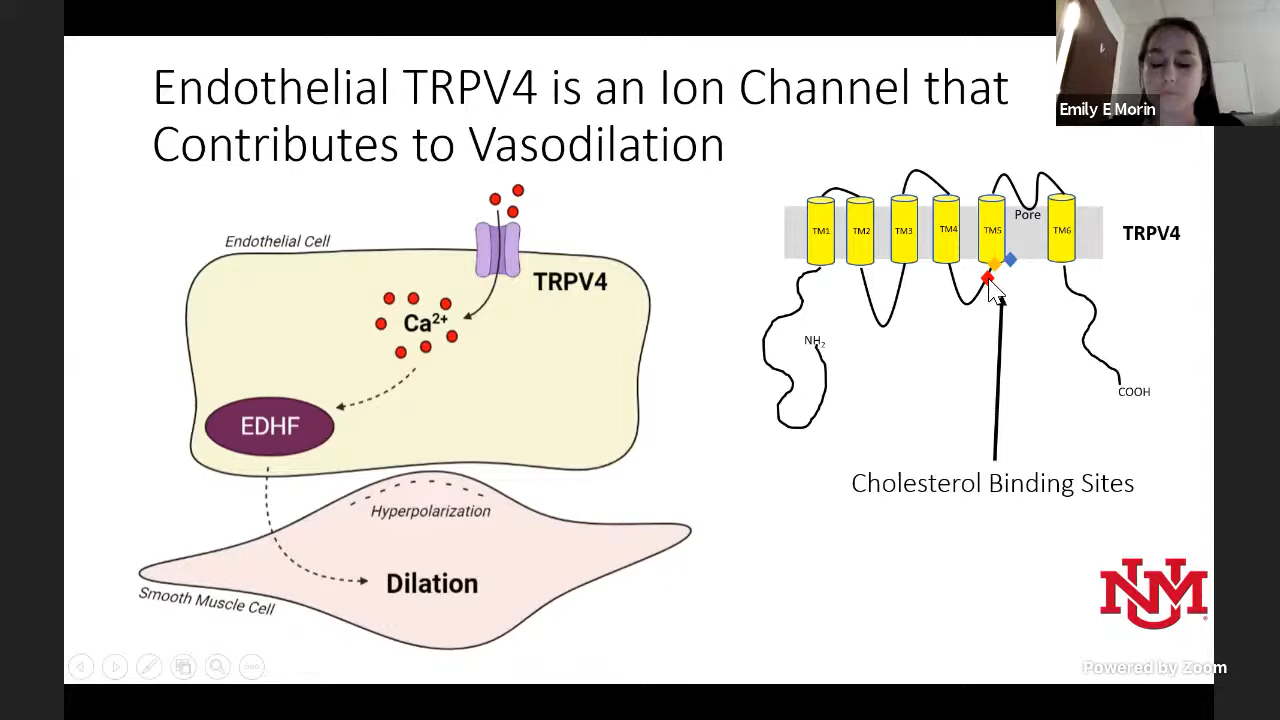 Endothelial TRPV4 is an Ion Channel that
Contributes to Vasodilation
Emily E Morin
Endothelial Cell
TRPV4
Ca2+
EDHF
Hyperpolarization
Dilation
Smooth Muscle Cell
TM1
TM2
TM3
TM4
TM5
Pore
TM6
TRPV4
NH2
COOH
Cholesterol Binding Sites
UNM
Powered by Zoom